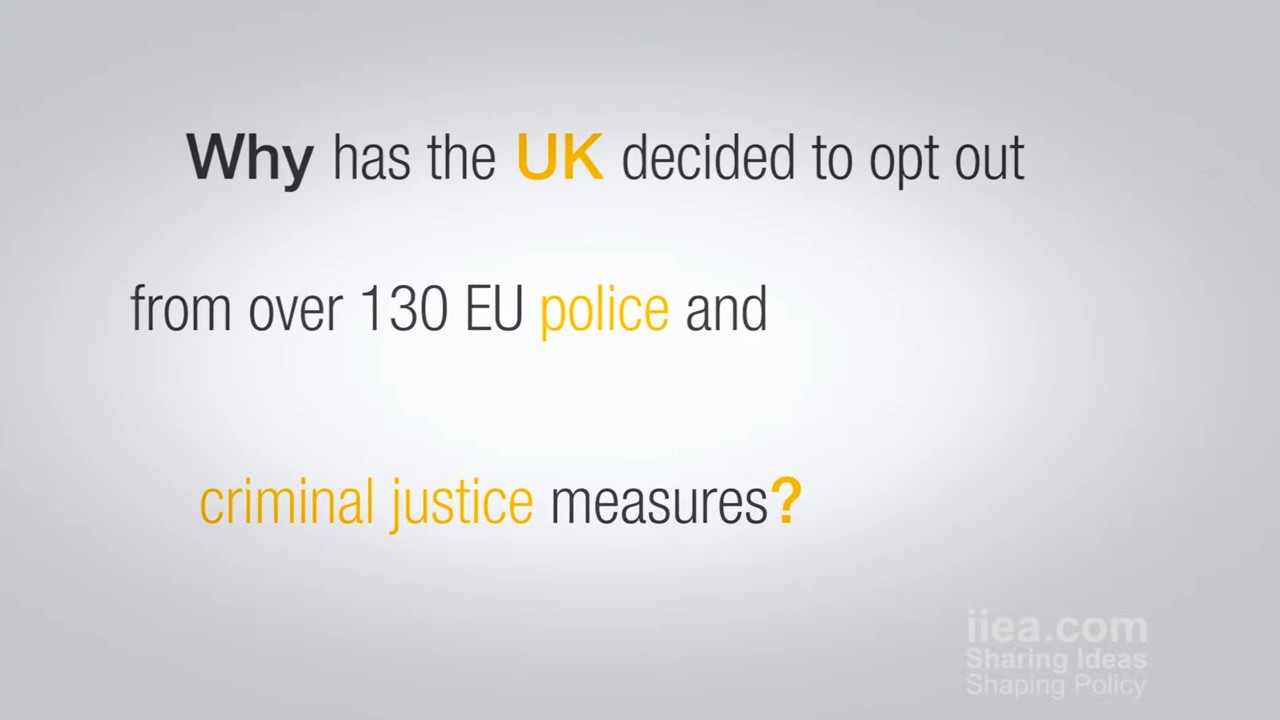 Why has the UK decided to opt out
from over 130 EU police and
criminal justice measures?
iiea.com
Sharing Ideas
Shaping Policy